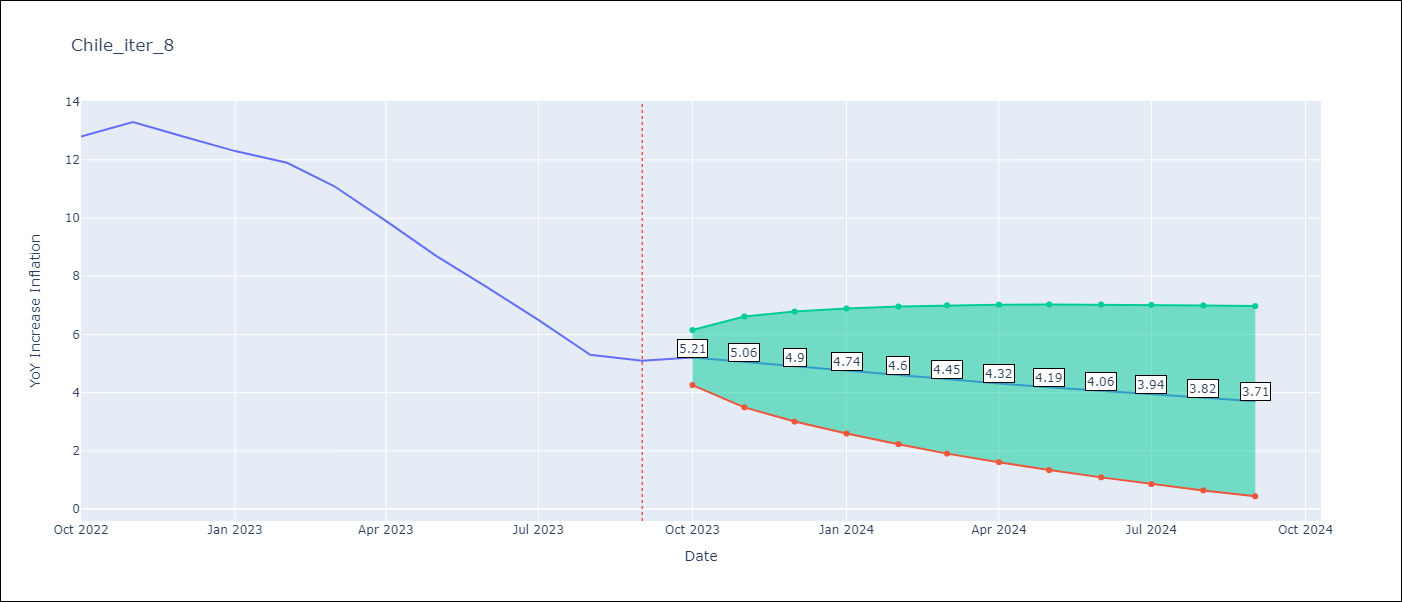 Chile_iter_8
YoY Increase Inflation
14
12
10
8
6
4
2
0
5.21
5.06
4.9
4.74
4.6
4.45
4.32
4.19
4.06
3.94
3.82
3.71
Oct 2022
Jan 2023
Apr 2023
Jul 2023
Oct 2023
Jan 2024
Apr 2024
Jul 2024
Oct 2024
Date